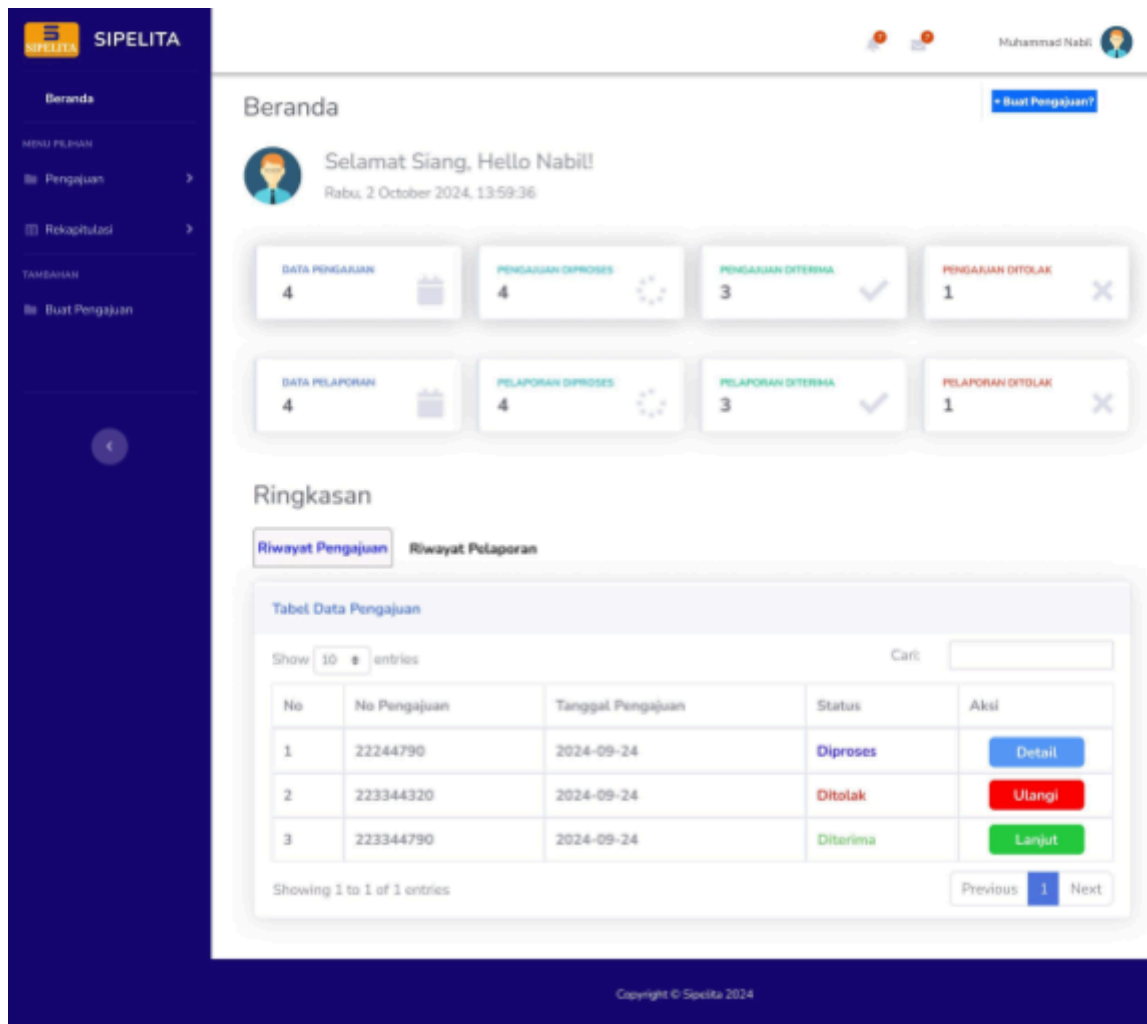 SIPELITA
SIPELITA
Muhammad Nabil
Beranda
MENU PILIHAN
Pengajuan
Rekapitulasi
TAMBAHAN
Buat Pengajuan
Beranda
+ Buat Pengajuan?
Selamat Siang, Hello Nabil!
Rabu, 2 October 2024, 13:59:36
DATA PENGAJUAN
4
PENGAJUAN DIPROSES
4
PENGAJUAN DITERIMA
3
PENGAJUAN DITOLAK
1
DATA PELAPORAN
4
PELAPORAN DIPROSES
4
PELAPORAN DITERIMA
3
PELAPORAN DITOLAK
1
Ringkasan
Riwayat Pengajuan Riwayat Pelaporan
Tabel Data Pengajuan
Show 10 entries Cari:
No No Pengajuan Tanggal Pengajuan Status Aksi
1 22244790 2024-09-24 Diproses Detail
2 223344320 2024-09-24 Ditolak Ulangi
3 223344790 2024-09-24 Diterima Lanjut
Showing 1 to 1 of 1 entries Previous 1 Next
Copyright © Sipelita 2024